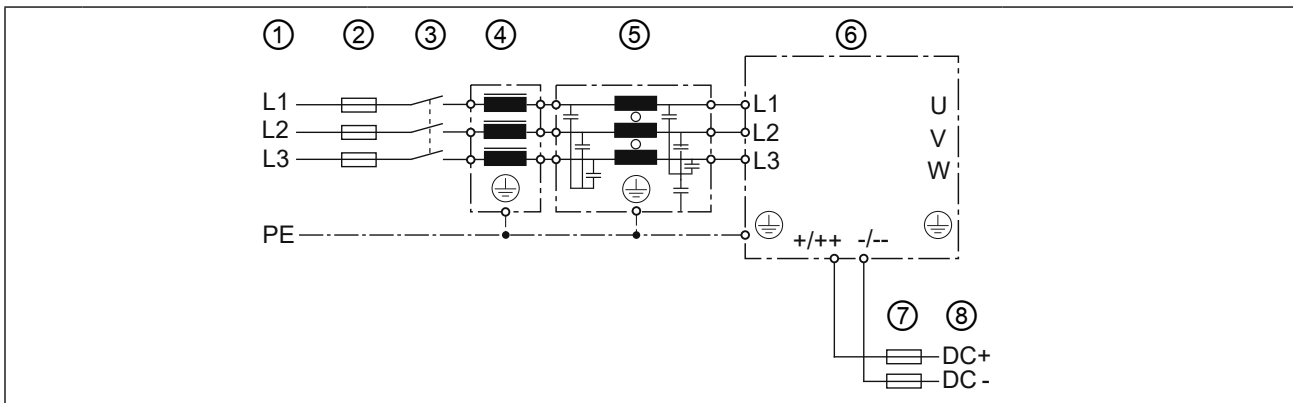 ① ② ③ ④ ⑤ ⑥
L1 L1 U
L2 L2 V
L3 L3 W
PE
+/++ -/--
⑦ ⑧
DC+
DC -